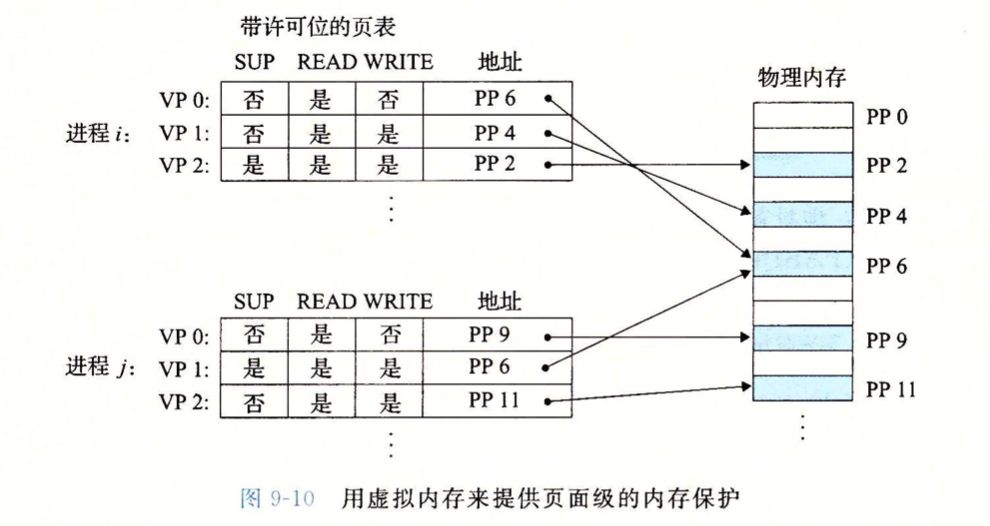 带许可位的页表
SUP READ WRITE 地址
物理内存
进程 i:
VP 0: 否 是 否 PP 6
VP 1: 否 是 是 PP 4
VP 2: 是 是 是 PP 2
PP 0
PP 2
PP 4
PP 6
PP 9
PP 11
SUP READ WRITE 地址
进程 j:
VP 0: 否 是 否 PP 9
VP 1: 是 是 是 PP 6
VP 2: 否 是 是 PP 11
图 9-10 用虚拟内存来提供页面级的内存保护